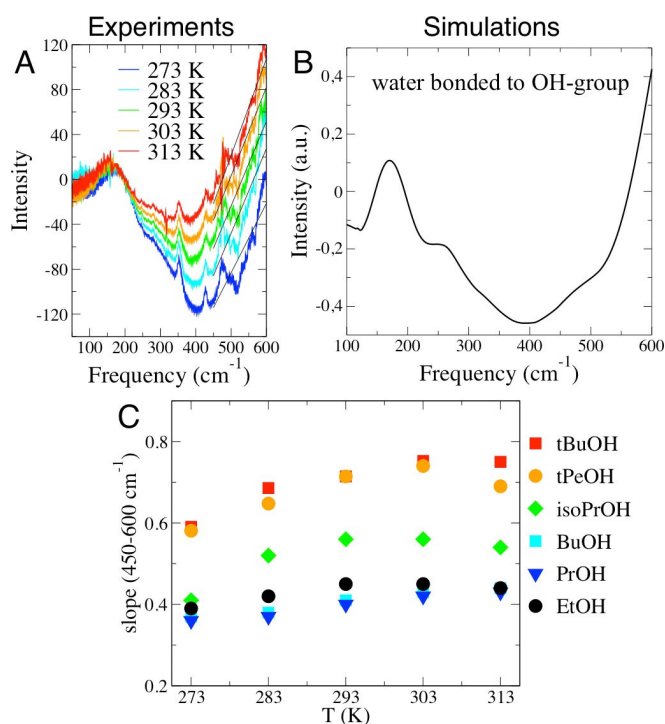 Experiments
Simulations
A
120
80
40
0
-40
-80
-120
Intensity
273 K
283 K
293 K
303 K
313 K
100 200 300 400 500 600
Frequency (cm⁻¹)
B
0,4
0,2
0
-0,2
-0,4
Intensity (a.u.)
water bonded to OH-group
100 200 300 400 500 600
Frequency (cm⁻¹)
C
0.8
0.6
0.4
0.2
slope (450-600 cm⁻¹)
273 283 293 303 313
T (K)
tBuOH
tPeOH
isoPrOH
BuOH
PrOH
EtOH